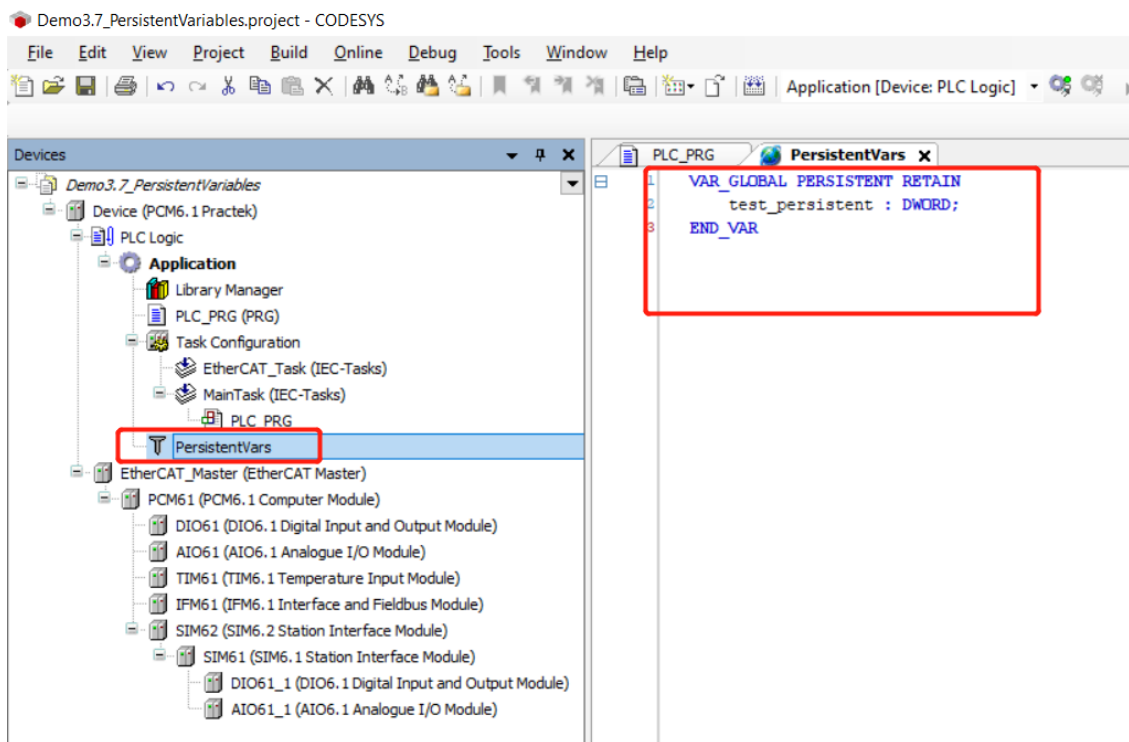 Demo3.7_PersistentVariables.project - CODESYS
File Edit View Project Build Online Debug Tools Window Help
Application [Device: PLC Logic]
Devices
PLC_PRG PersistentVars
Demo3.7_PersistentVariables
Device (PCM6.1 Practek)
PLC Logic
Application
Library Manager
PLC_PRG (PRG)
Task Configuration
EtherCAT_Task (IEC-Tasks)
MainTask (IEC-Tasks)
PLC_PRG
PersistentVars
EtherCAT_Master (EtherCAT Master)
PCM61 (PCM6.1 Computer Module)
DIO61 (DIO6.1 Digital Input and Output Module)
AIO61 (AIO6.1 Analogue I/O Module)
TIM61 (TIM6.1 Temperature Input Module)
IFM61 (IFM6.1 Interface and Fieldbus Module)
SIM62 (SIM6.2 Station Interface Module)
SIM61 (SIM6.1 Station Interface Module)
DIO61_1 (DIO6.1 Digital Input and Output Module)
AIO61_1 (AIO6.1 Analogue I/O Module)
1 VAR_GLOBAL PERSISTENT RETAIN
2 test_persistent : DWORD;
3 END_VAR